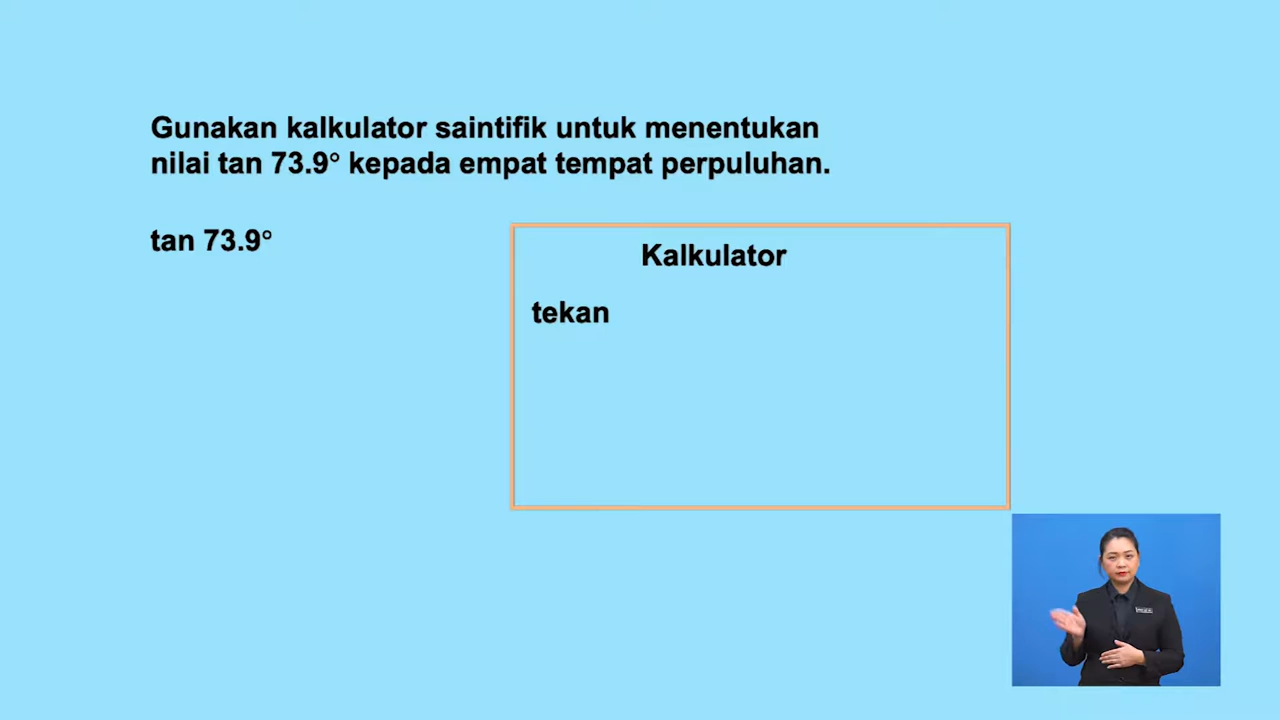 Gunakan kalkulator saintifik untuk menentukan
nilai tan 73.9° kepada empat tempat perpuluhan.
tan 73.9°
Kalkulator
tekan